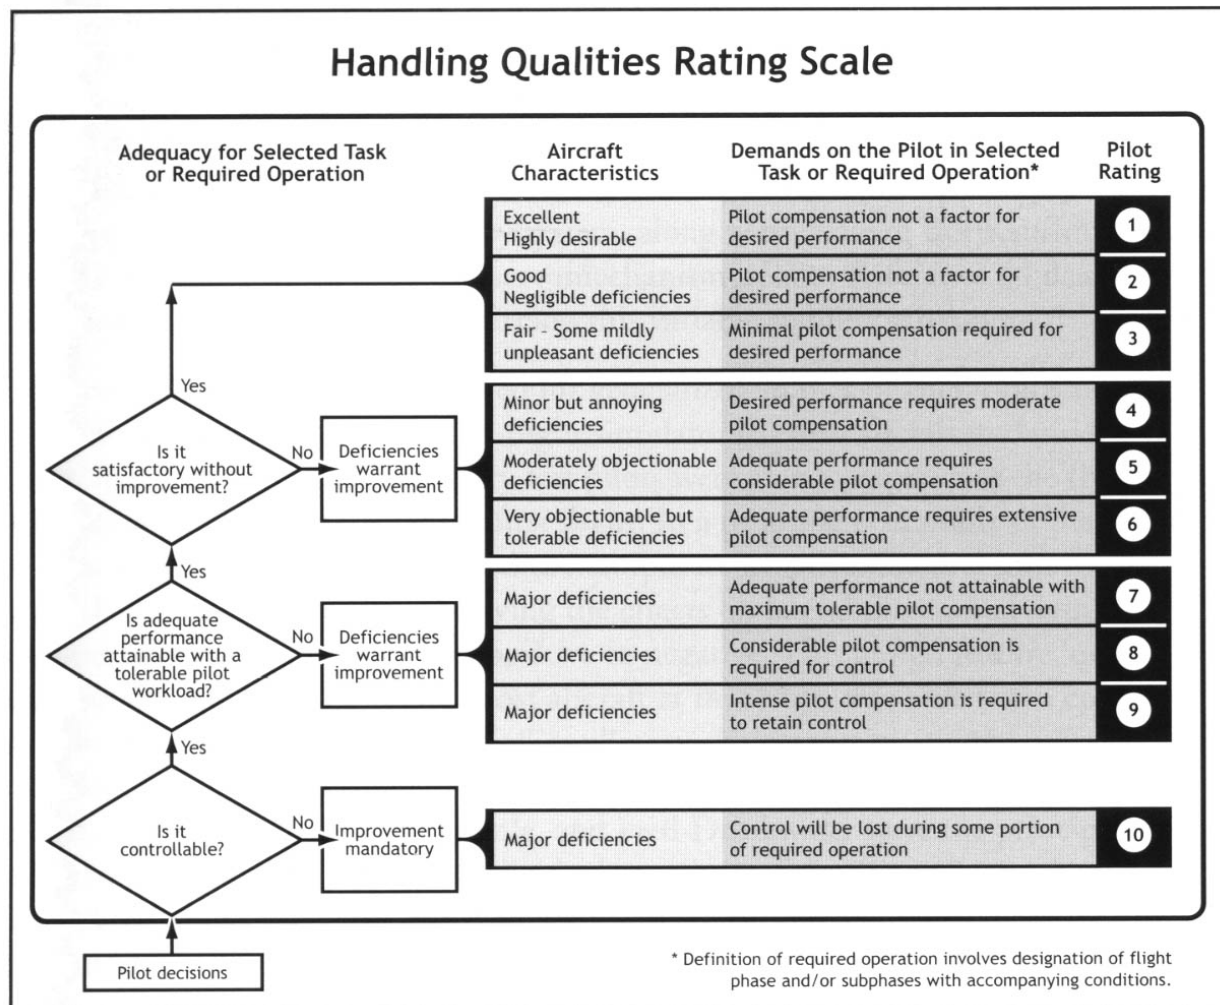 Handling Qualities Rating Scale
Adequacy for Selected Task
or Required Operation
Aircraft
Characteristics
Demands on the Pilot in Selected
Task or Required Operation*
Pilot
Rating
Excellent
Highly desirable
Pilot compensation not a factor for
desired performance
1
Good
Negligible deficiencies
Pilot compensation not a factor for
desired performance
2
Fair – Some mildly
unpleasant deficiencies
Minimal pilot compensation required for
desired performance
3
Yes
Is it
satisfactory without
improvement?
No
Deficiencies
warrant
improvement
Minor but annoying
deficiencies
Desired performance requires moderate
pilot compensation
4
Moderately objectionable
deficiencies
Adequate performance requires
considerable pilot compensation
5
Very objectionable but
tolerable deficiencies
Adequate performance requires extensive
pilot compensation
6
Yes
Is adequate
performance
attainable with a
tolerable pilot
workload?
No
Deficiencies
warrant
improvement
Major deficiencies
Adequate performance not attainable with
maximum tolerable pilot compensation
7
Major deficiencies
Considerable pilot compensation is
required for control
8
Major deficiencies
Intense pilot compensation is required
to retain control
9
Yes
Is it
controllable?
No
Improvement
mandatory
Major deficiencies
Control will be lost during some portion
of required operation
10
Pilot decisions
* Definition of required operation involves designation of flight
phase and/or subphases with accompanying conditions.